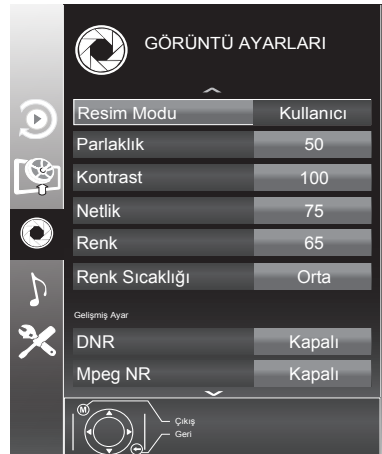 GÖRÜNTÜ AYARLARI
Resim Modu Kullanıcı
Parlaklık 50
Kontrast 100
Netlik 75
Renk 65
Renk Sıcaklığı Orta
Gelişmiş Ayar
DNR Kapalı
Mpeg NR Kapalı
M
Çıkış
Geri